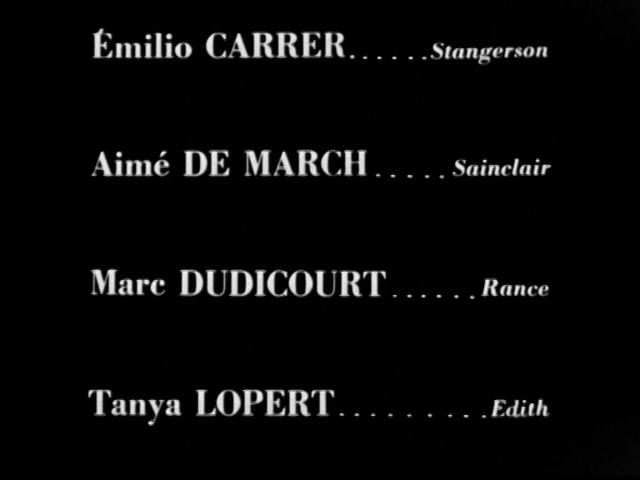 Émilio CARRER......Stangerson
Aimé DE MARCH.....Sainclair
Marc DUDICOURT......Rance
Tanya LOPERT.........Edith